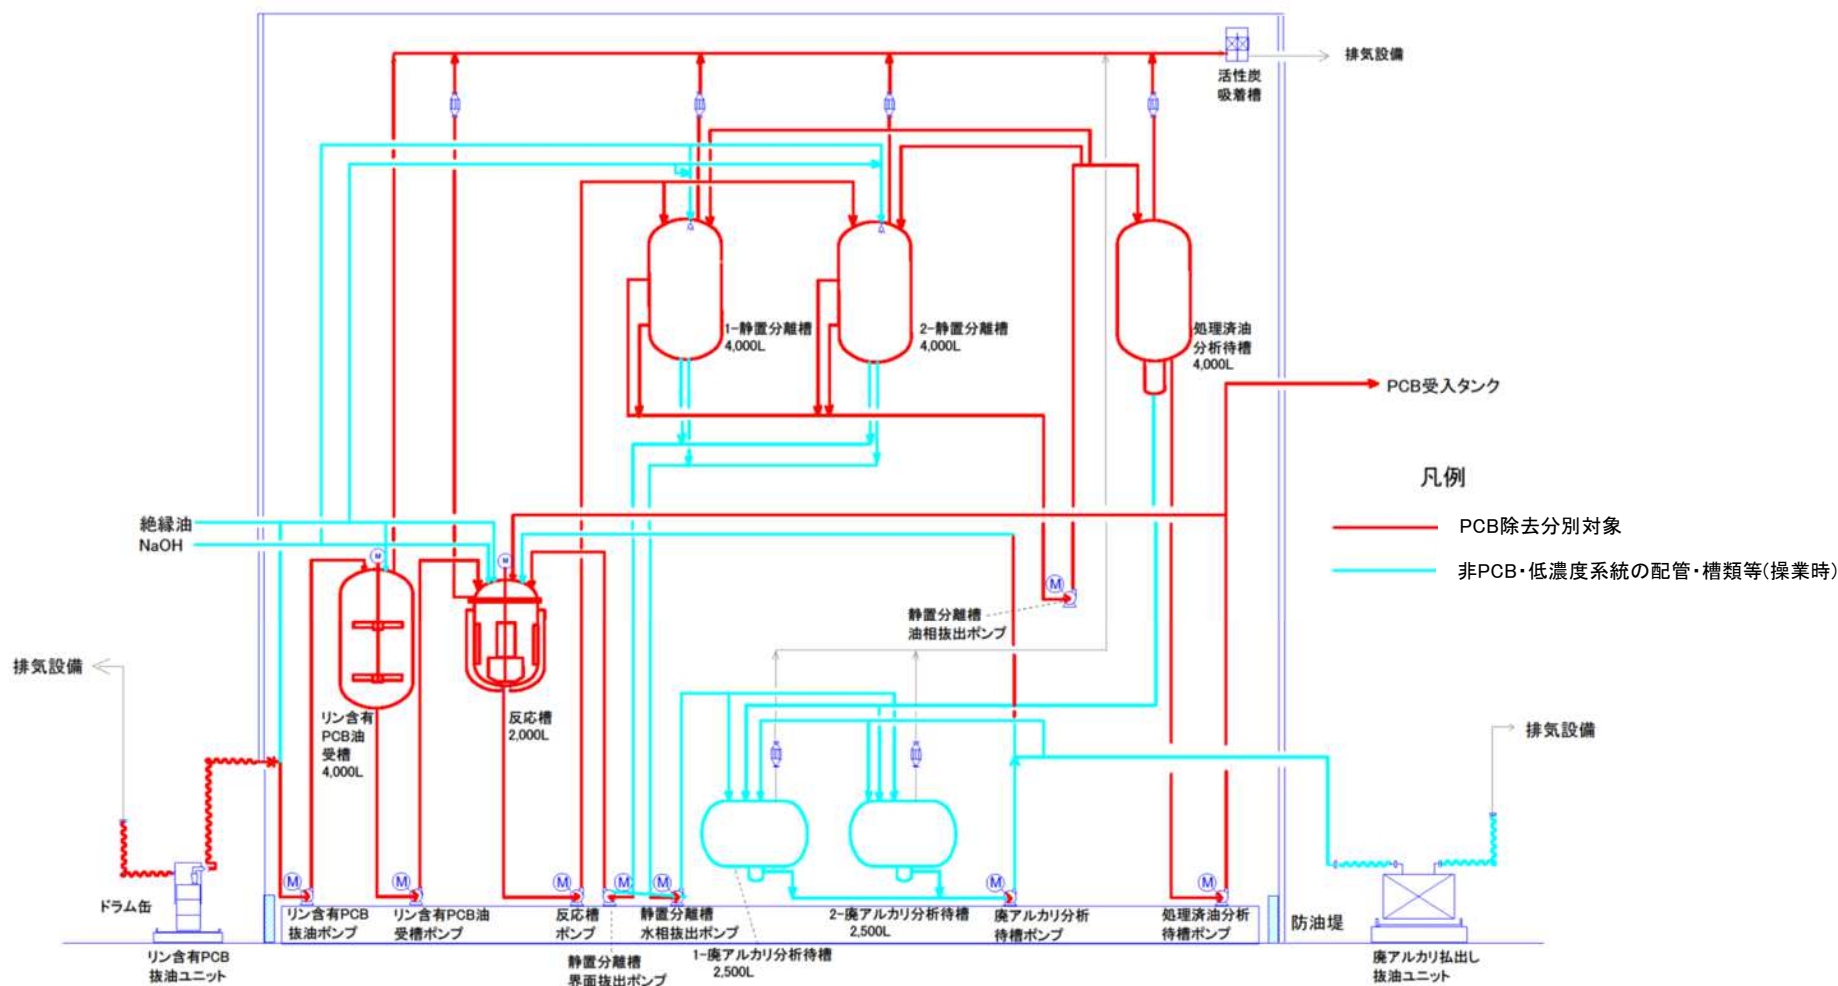 排気設備
活性炭
吸着槽
1-静置分離槽
4,000L
2-静置分離槽
4,000L
処理済油
分析待槽
4,000L
PCB受入タンク
凡例
PCB除去分別対象
非PCB・低濃度系統の配管・槽類等(操業時)
絶縁油
NaOH
M
M
M
静置分離槽
油相抜出ポンプ
排気設備
リン含有
PCB油
受槽
4,000L
反応槽
2,000L
排気設備
M
M
M
M
M
M
M
ドラム缶
リン含有PCB
抜油ポンプ
リン含有PCB油
受槽ポンプ
反応槽
ポンプ
静置分離槽
水相抜出ポンプ
2-廃アルカリ分析待槽
2,500L
廃アルカリ分析
待槽ポンプ
処理済油分析
待槽ポンプ
防油堤
リン含有PCB
抜油ユニット
静置分離槽
界面抜出ポンプ
1-廃アルカリ分析待槽
2,500L
廃アルカリ払出し
抜油ユニット